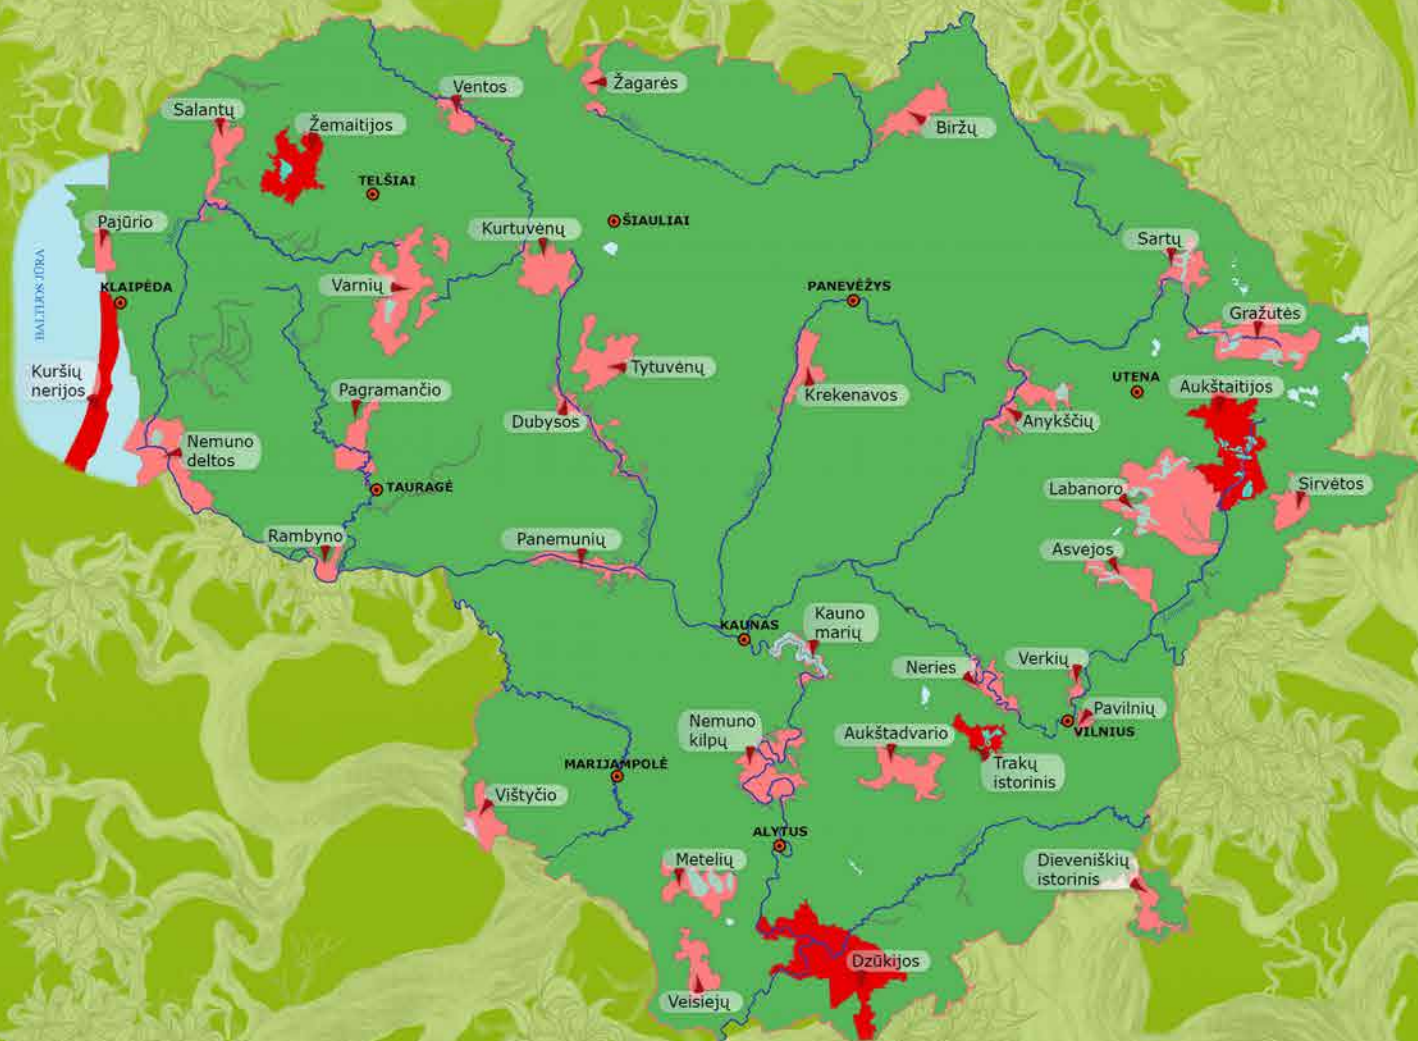 Žagarės
Ventos
Salantų
Žemaitijos
Biržų
TELŠIAI
Pajūrio
ŠIAULIAI
Kurtuvėnų
Sartų
BALTIJOS JŪRA
KLAIPĖDA
Varnių
PANEVĖŽYS
Gražutės
Kuršių
nerijos
Tytuvėnų
UTENA
Aukštaitijos
Pagramančio
Krekenavos
Dubysos
Anykščių
Nemuno
deltos
TAURAGĖ
Labanoro
Sirvėtos
Rambyno
Panemunių
Asvejos
KAUNAS
Kauno
marių
Neries
Verkių
Pavilnių
VILNIUS
Nemuno
kilpų
Aukštadvario
MARIJAMPOLĖ
Trakų
istorinis
Vištyčio
ALYTUS
Metelių
Dieveniškių
istorinis
Dzūkijos
Veisiejų